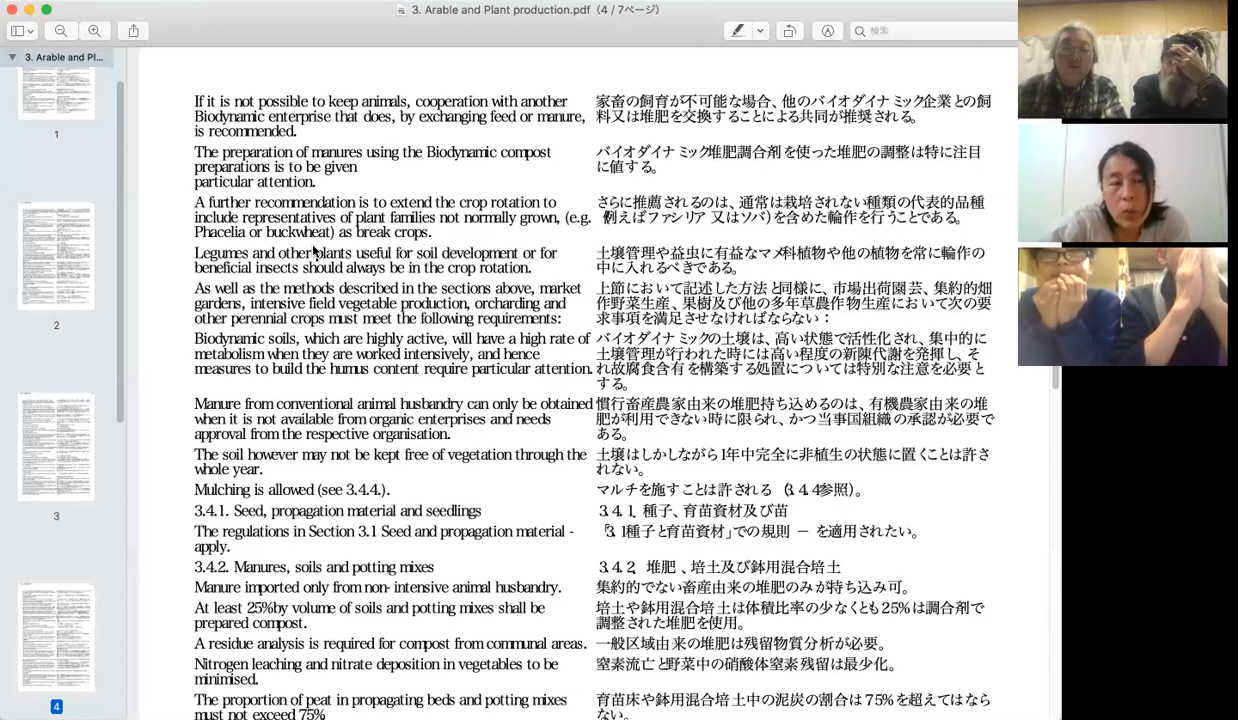 3. Arable and Plant production.pdf（4 / 7ページ）
検索
3. Arable and Pl...
1
2
3
4
not possible to keep animals, cooperation with another
Biodynamic enterprise that does, by exchanging feed or manure,
is recommended.
家畜の飼育が不可能な場合、他のバイオダイナミック企業との飼
料又は堆肥を交換することによる共同が推奨される。
The preparation of manures using the Biodynamic compost
preparations is to be given
particular attention.
バイオダイナミック堆肥調合剤を使った堆肥の調整は特に注目
に値する。
A further recommendation is to extend the crop rotation to
include representatives of plant families not normally grown, (e.g.
Phacelia or buckwheat) as break crops.
さらに推薦されるのは、通常は栽培されない種類の代表的品種
例えばファシリア 又はソバ）を含めた輪作を行うことである。
Legumes and other plants useful for soil development or for
beneficial insects should always be in the crop rotation.
土壌管理や益虫に有益なマメ科植物や他の植物を常に輪作の
中に入れるべきである。
As well as the methods described in the sections above, market
gardens, intensive field vegetable production, orcharding and
other perennial crops must meet the following requirements:
上節において記述した方法と同様に、市場出荷園芸、集約的畑
作野菜生産、果樹及び他の多年草農作物生産において次の要
求事項を満足させなければならない：
Biodynamic soils, which are highly active, will have a high rate of
metabolism when they are worked intensively, and hence
measures to build the humus content require particular attention.
バイオダイナミックの土壌は、高い状態で活性化され、集中的に
土壌管理が行われた時には高い程度の新陳代謝を発揮し、そ
れ故腐食含有を構築する処置については特別な注意を必要と
する。
Manure from conventional animal husbandry can only be obtained
when it is not available from organic enterprises and needs
approval from the respective organisation.
慣行畜産農家由来の堆肥持ち込めるのは、有機農家由来の堆
肥が利用できない時に限られ、かつ当事国組織の承認が必要で
ある。
The soil however may not be kept free of vegetation through the
whole year.
土壌はしかしながら1年中完全に非植生の状態に置くことは許さ
れない。
Mulching is allowed (see 3.4.4.).
マルチを施すことは許される （3.4.4参照）。
3.4.1. Seed, propagation material and seedlings
3.4.1. 種子、育苗資材及び苗
The regulations in Section 3.1 Seed and propagation material -
apply.
「3.1種子と育苗資材」での規則 － を適用されたい。
3.4.2. Manures, soils and potting mixes
3.4.2. 堆肥、培土及び鉢用混合培土
Manure imported only from non- intensive animal husbandry.
集約的でない畜産由来の堆肥のみが持ち込み可。
At least 25%by volume of soils and potting mixes shall be
prepared compost.
培土や鉢用混合培土は体積比率の少なくとも25%は調合剤で
調製された堆肥を使用。
Residue analysis required for compost from communal areas.
一般区域由来の堆肥は残留物質分析が必要。
Nitrogen leaching and nitrate deposition in vegetables to be
minimised.
窒素流亡と野菜中の硝酸体窒素残留は最少化。
The proportion of peat in propagating beds and potting mixes
must not exceed 75%
育苗床や鉢用混合培土中の泥炭の割合は75%を超えてはなら
ない。